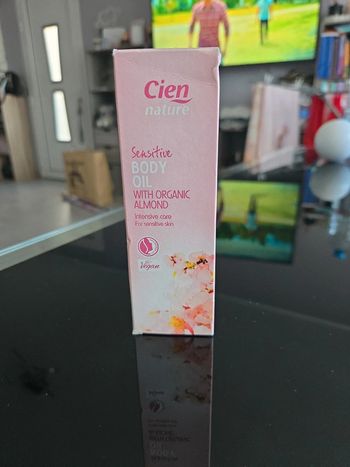 Cien
nature
Sensitive
BODY
OIL
WITH ORGANIC
ALMOND
Intensive care
For sensitive skin
Vegan